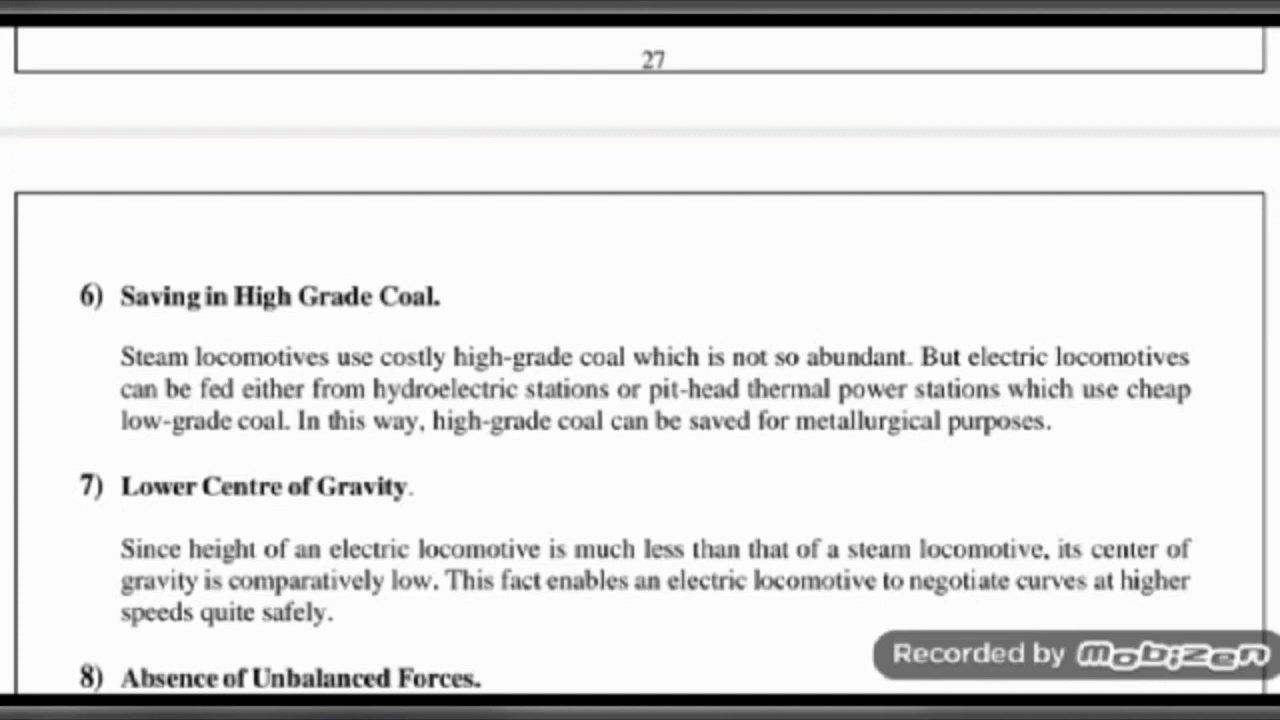 27
6) Saving in High Grade Coal.
Steam locomotives use costly high-grade coal which is not so abundant. But electric locomotives
can be fed either from hydroelectric stations or pit-head thermal power stations which use cheap
low-grade coal. In this way, high-grade coal can be saved for metallurgical purposes.
7) Lower Centre of Gravity.
Since height of an electric locomotive is much less than that of a steam locomotive, its center of
gravity is comparatively low. This fact enables an electric locomotive to negotiate curves at higher
speeds quite safely.
Recorded by mobizen
8) Absence of Unbalanced Forces.